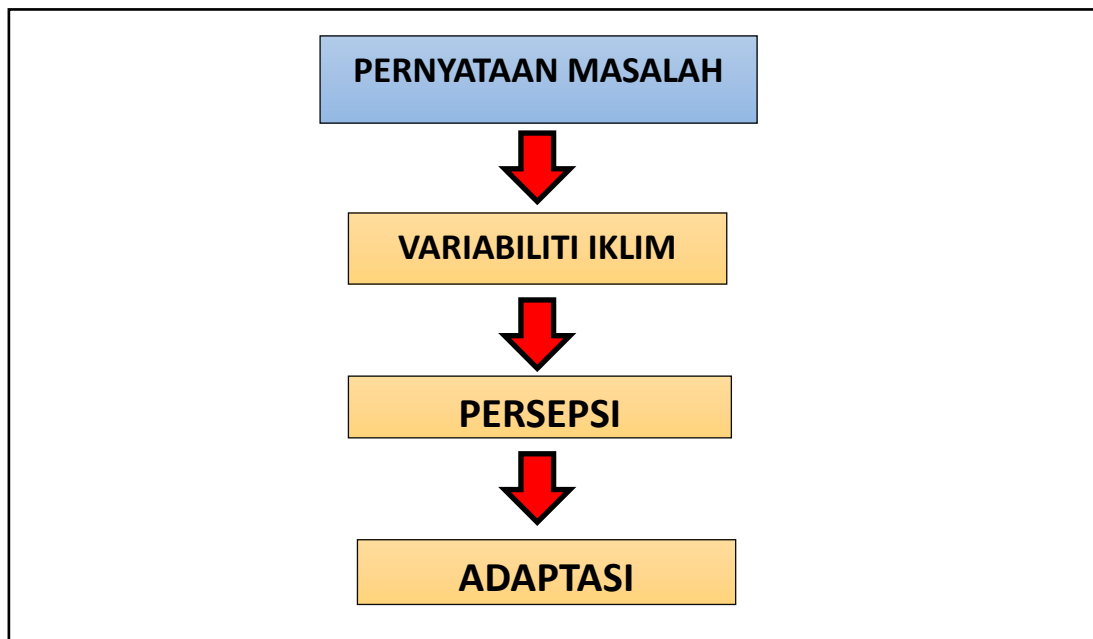 PERNYATAAN MASALAH
VARIABILITI IKLIM
PERSEPSI
ADAPTASI